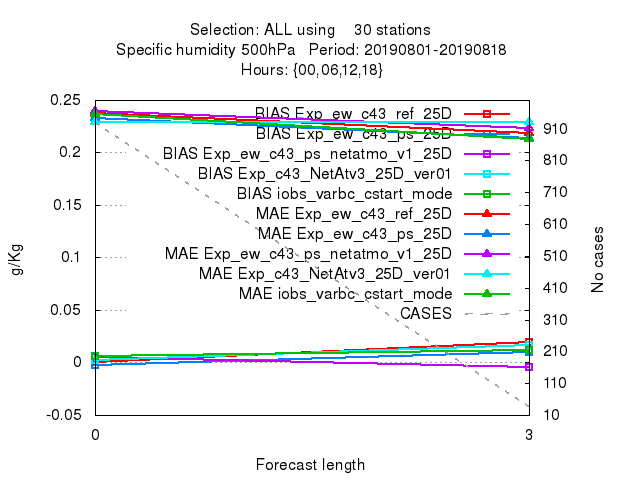 Selection: ALL using 30 stations
Specific humidity 500hPa Period: 20190801-20190818
Hours: {00,06,12,18}
0.25
0.2
0.15
0.1
0.05
0
-0.05
g/Kg
BIAS Exp_ew_c43_ref_25D
BIAS Exp_ew_c43_ps_25D
BIAS Exp_ew_c43_ps_netatmo_v1_25D
BIAS Exp_c43_NetAtv3_25D_ver01
BIAS iobs_varbc_cstart_mode
MAE Exp_ew_c43_ref_25D
MAE Exp_ew_c43_ps_25D
MAE Exp_ew_c43_ps_netatmo_v1_25D
MAE Exp_c43_NetAtv3_25D_ver01
MAE iobs_varbc_cstart_mode
CASES
910
810
710
610
510
410
310
210
110
10
No cases
0
3
Forecast length